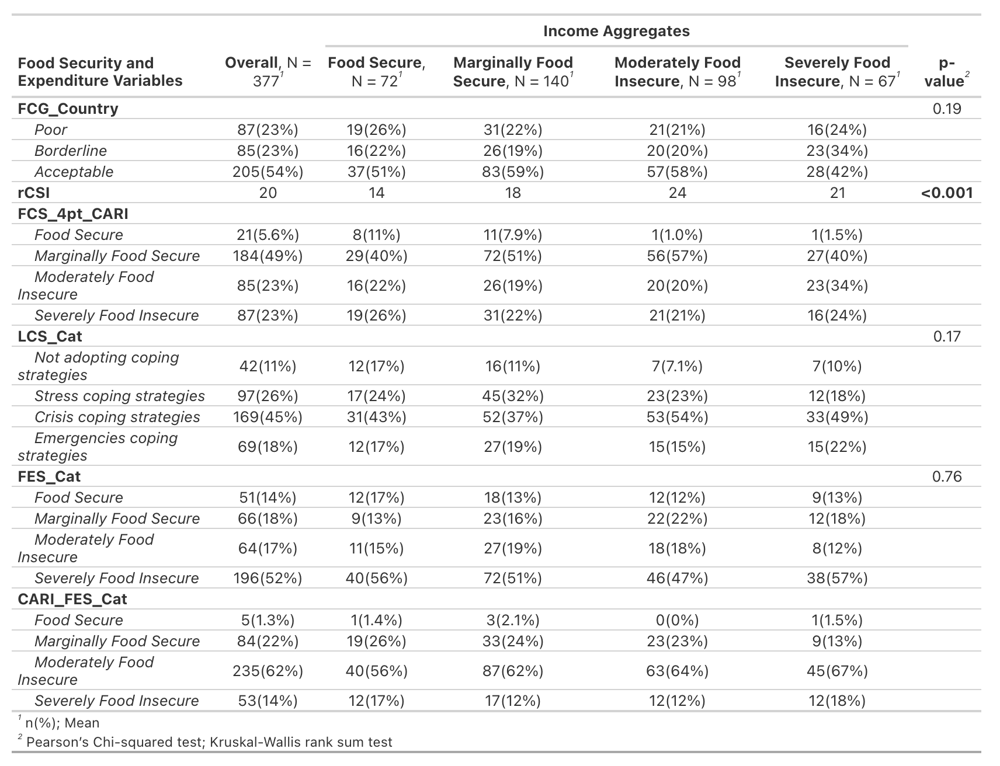 Income Aggregates
Food Security and Expenditure Variables Overall, N = 377¹ Food Secure, N = 72¹ Marginally Food Secure, N = 140¹ Moderately Food Insecure, N = 98¹ Severely Food Insecure, N = 67¹ p-value²
FCG_Country 0.19
Poor 87(23%) 19(26%) 31(22%) 21(21%) 16(24%)
Borderline 85(23%) 16(22%) 26(19%) 20(20%) 23(34%)
Acceptable 205(54%) 37(51%) 83(59%) 57(58%) 28(42%)
rCSI 20 14 18 24 21 <0.001
FCS_4pt_CARI
Food Secure 21(5.6%) 8(11%) 11(7.9%) 1(1.0%) 1(1.5%)
Marginally Food Secure 184(49%) 29(40%) 72(51%) 56(57%) 27(40%)
Moderately Food Insecure 85(23%) 16(22%) 26(19%) 20(20%) 23(34%)
Severely Food Insecure 87(23%) 19(26%) 31(22%) 21(21%) 16(24%)
LCS_Cat 0.17
Not adopting coping strategies 42(11%) 12(17%) 16(11%) 7(7.1%) 7(10%)
Stress coping strategies 97(26%) 17(24%) 45(32%) 23(23%) 12(18%)
Crisis coping strategies 169(45%) 31(43%) 52(37%) 53(54%) 33(49%)
Emergencies coping strategies 69(18%) 12(17%) 27(19%) 15(15%) 15(22%)
FES_Cat 0.76
Food Secure 51(14%) 12(17%) 18(13%) 12(12%) 9(13%)
Marginally Food Secure 66(18%) 9(13%) 23(16%) 22(22%) 12(18%)
Moderately Food Insecure 64(17%) 11(15%) 27(19%) 18(18%) 8(12%)
Severely Food Insecure 196(52%) 40(56%) 72(51%) 46(47%) 38(57%)
CARI_FES_Cat
Food Secure 5(1.3%) 1(1.4%) 3(2.1%) 0(0%) 1(1.5%)
Marginally Food Secure 84(22%) 19(26%) 33(24%) 23(23%) 9(13%)
Moderately Food Insecure 235(62%) 40(56%) 87(62%) 63(64%) 45(67%)
Severely Food Insecure 53(14%) 12(17%) 17(12%) 12(12%) 12(18%)
¹ n(%); Mean
² Pearson's Chi-squared test; Kruskal-Wallis rank sum test